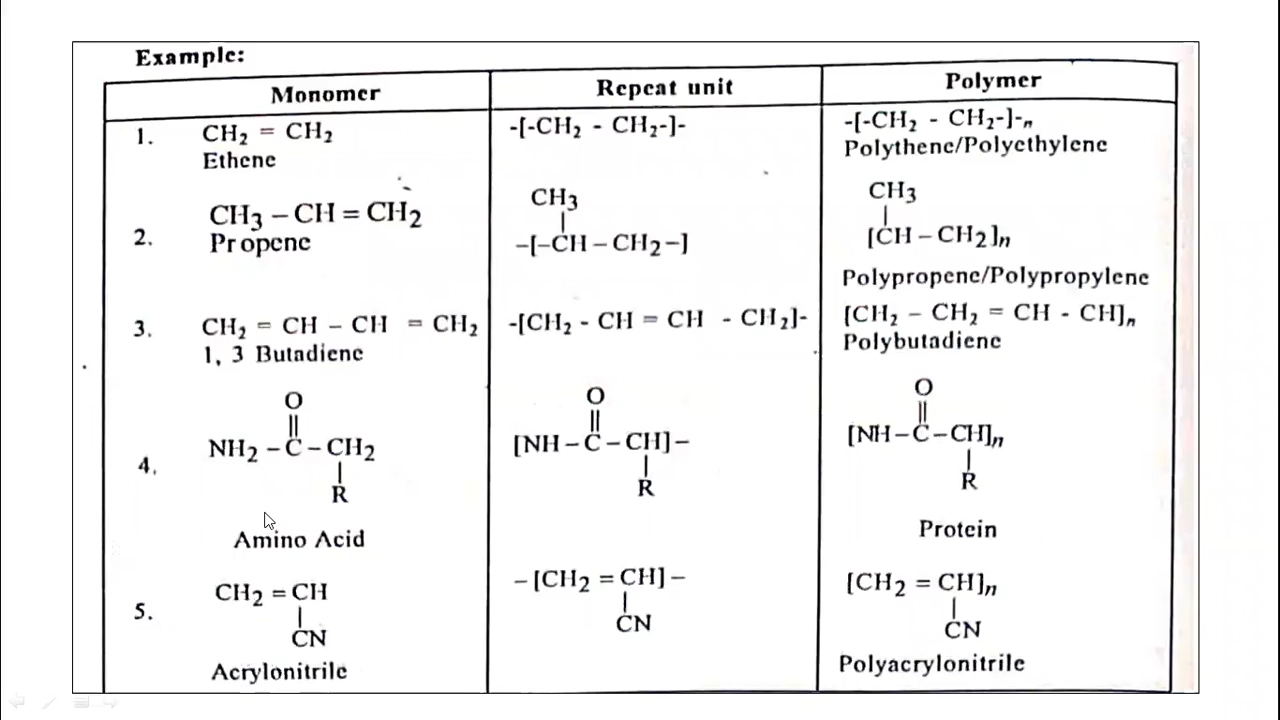 Example:
Monomer Repeat unit Polymer
1. CH₂ = CH₂ -[-CH₂ - CH₂-]- -[-CH₂ - CH₂-]-ₙ
Ethene Polythene/Polyethylene
CH₃ CH₃
| |
2. CH₃ – CH = CH₂ –[–CH – CH₂–] [CH – CH₂]ₙ
Propene Polypropene/Polypropylene
3. CH₂ = CH – CH = CH₂ -[CH₂ - CH = CH - CH₂]- [CH₂ – CH₂ = CH - CH]ₙ
1, 3 Butadiene Polybutadiene
O O O
|| || ||
4. NH₂ – C – CH₂ [NH – C – CH] – [NH – C – CH]ₙ
| | |
R R R
Amino Acid Protein
5. CH₂ = CH – [CH₂ = CH] – [CH₂ = CH]ₙ
| | |
CN CN CN
Acrylonitrile Polyacrylonitrile